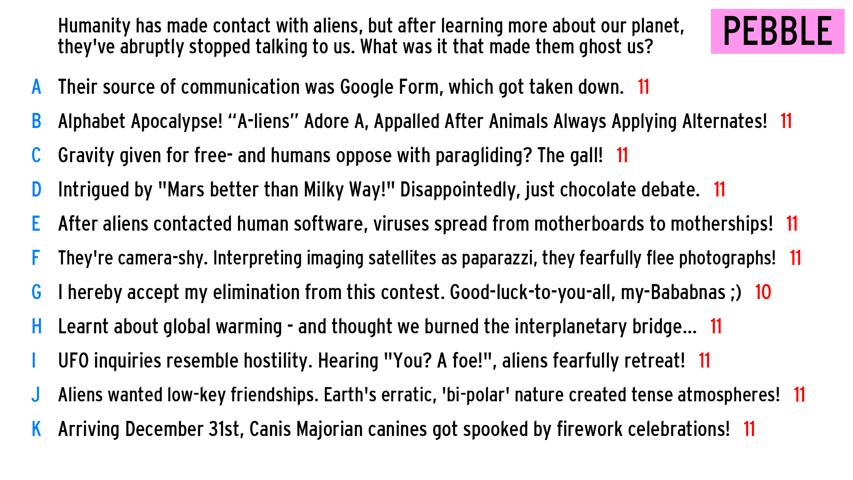 Humanity has made contact with aliens, but after learning more about our planet,
they've abruptly stopped talking to us. What was it that made them ghost us?
PEBBLE
A Their source of communication was Google Form, which got taken down. 11
B Alphabet Apocalypse! “A-liens” Adore A, Appalled After Animals Always Applying Alternates! 11
C Gravity given for free- and humans oppose with paragliding? The gall! 11
D Intrigued by "Mars better than Milky Way!" Disappointedly, just chocolate debate. 11
E After aliens contacted human software, viruses spread from motherboards to motherships! 11
F They're camera-shy. Interpreting imaging satellites as paparazzi, they fearfully flee photographs! 11
G I hereby accept my elimination from this contest. Good-luck-to-you-all, my-Bababnas ;) 10
H Learnt about global warming - and thought we burned the interplanetary bridge... 11
I UFO inquiries resemble hostility. Hearing "You? A foe!", aliens fearfully retreat! 11
J Aliens wanted low-key friendships. Earth's erratic, 'bi-polar' nature created tense atmospheres! 11
K Arriving December 31st, Canis Majorian canines got spooked by firework celebrations! 11